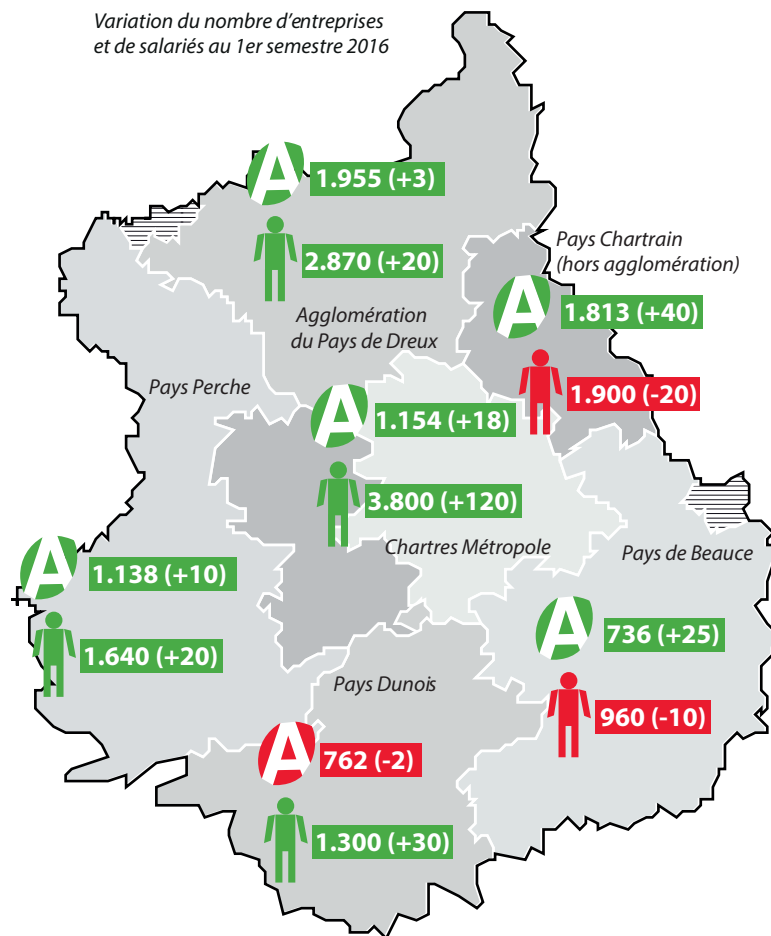 Variation du nombre d’entreprises
et de salariés au 1er semestre 2016
A 1.955 (+3)
2.870 (+20)
Agglomération
du Pays de Dreux
Pays Chartrain
(hors agglomération)
A 1.813 (+40)
1.900 (-20)
Pays Perche
A 1.154 (+18)
3.800 (+120)
Chartres Métropole
A 1.138 (+10)
1.640 (+20)
Pays de Beauce
A 736 (+25)
960 (-10)
Pays Dunois
A 762 (-2)
1.300 (+30)